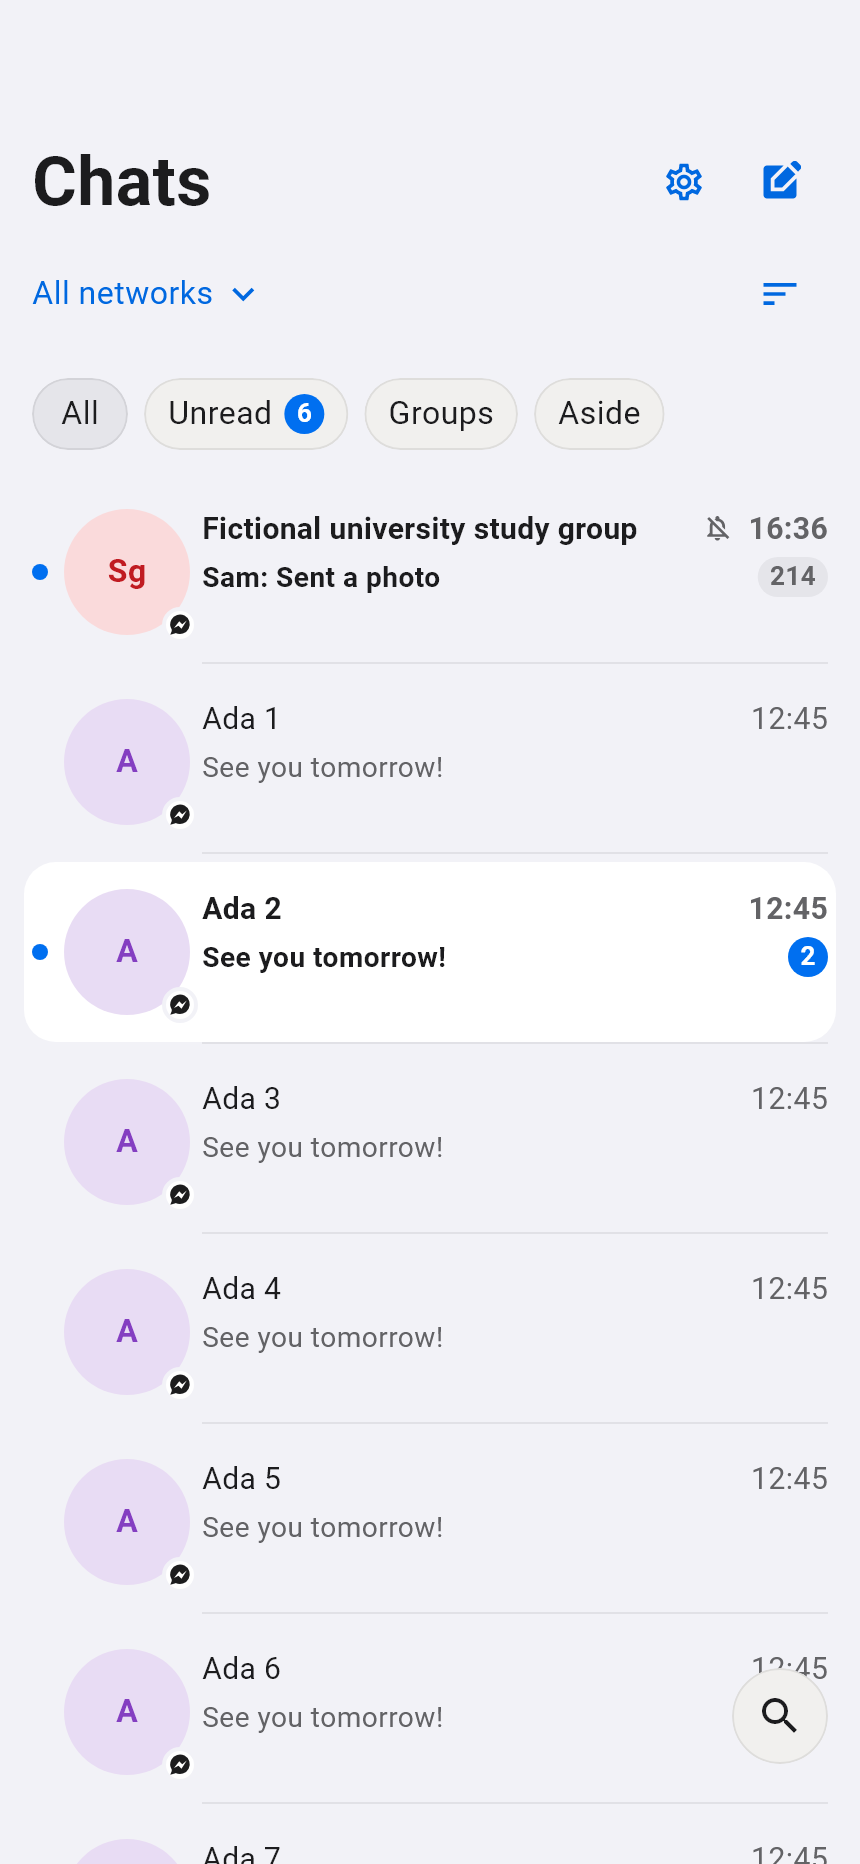 Chats
All networks
All
Unread 6
Groups
Aside
Sg
Fictional university study group
16:36
Sam: Sent a photo
214
A
Ada 1
12:45
See you tomorrow!
A
Ada 2
12:45
See you tomorrow!
2
A
Ada 3
12:45
See you tomorrow!
A
Ada 4
12:45
See you tomorrow!
A
Ada 5
12:45
See you tomorrow!
A
Ada 6
12:45
See you tomorrow!
Ada 7
12:45